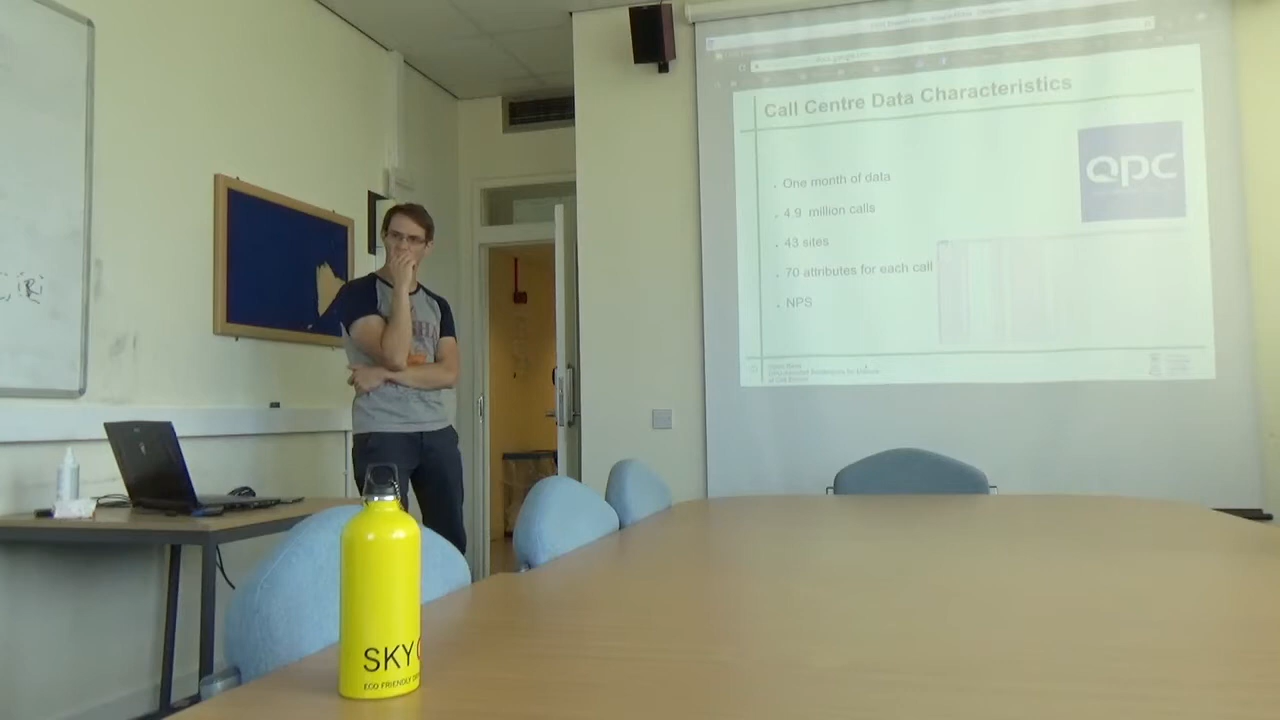 Call Centre Data Characteristics
One month of data
4.9 million calls
43 sites
70 attributes for each call
NPS
qpc
SKY
ECO FRIENDLY